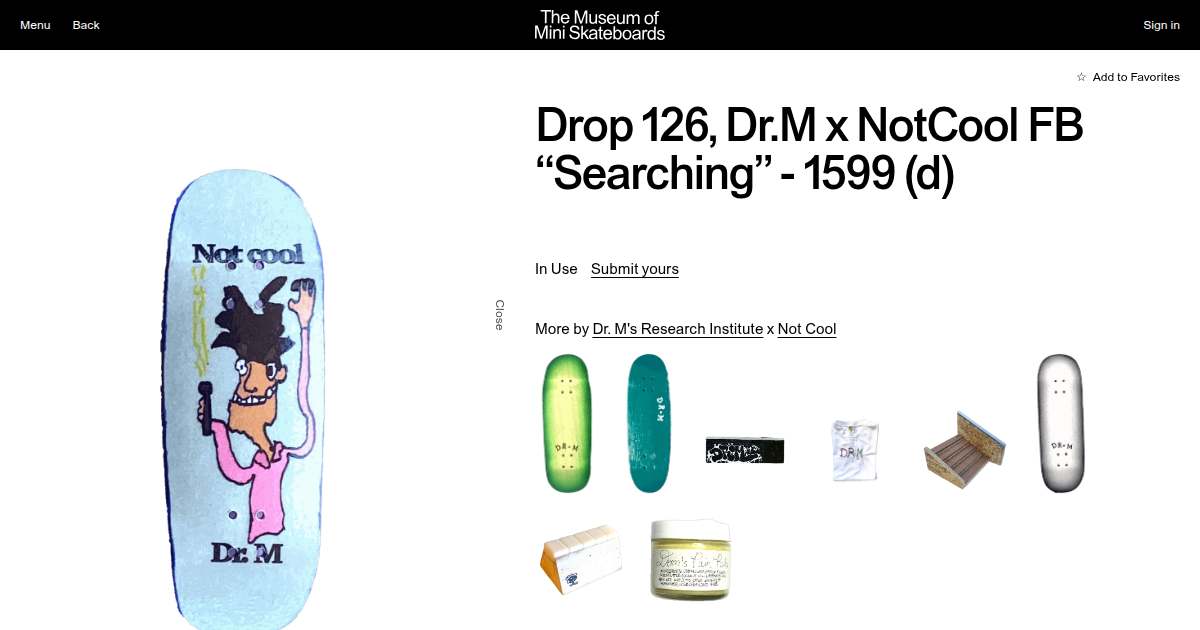 Menu
Back
The Museum of
Mini Skateboards
Sign in
☆ Add to Favorites
Drop 126, Dr.M x NotCool FB
“Searching” - 1599 (d)
In Use
Submit yours
Close
More by Dr. M's Research Institute x Not Cool
Not cool
Dr. M
DR•M
DR•M
DR.M
DR•M